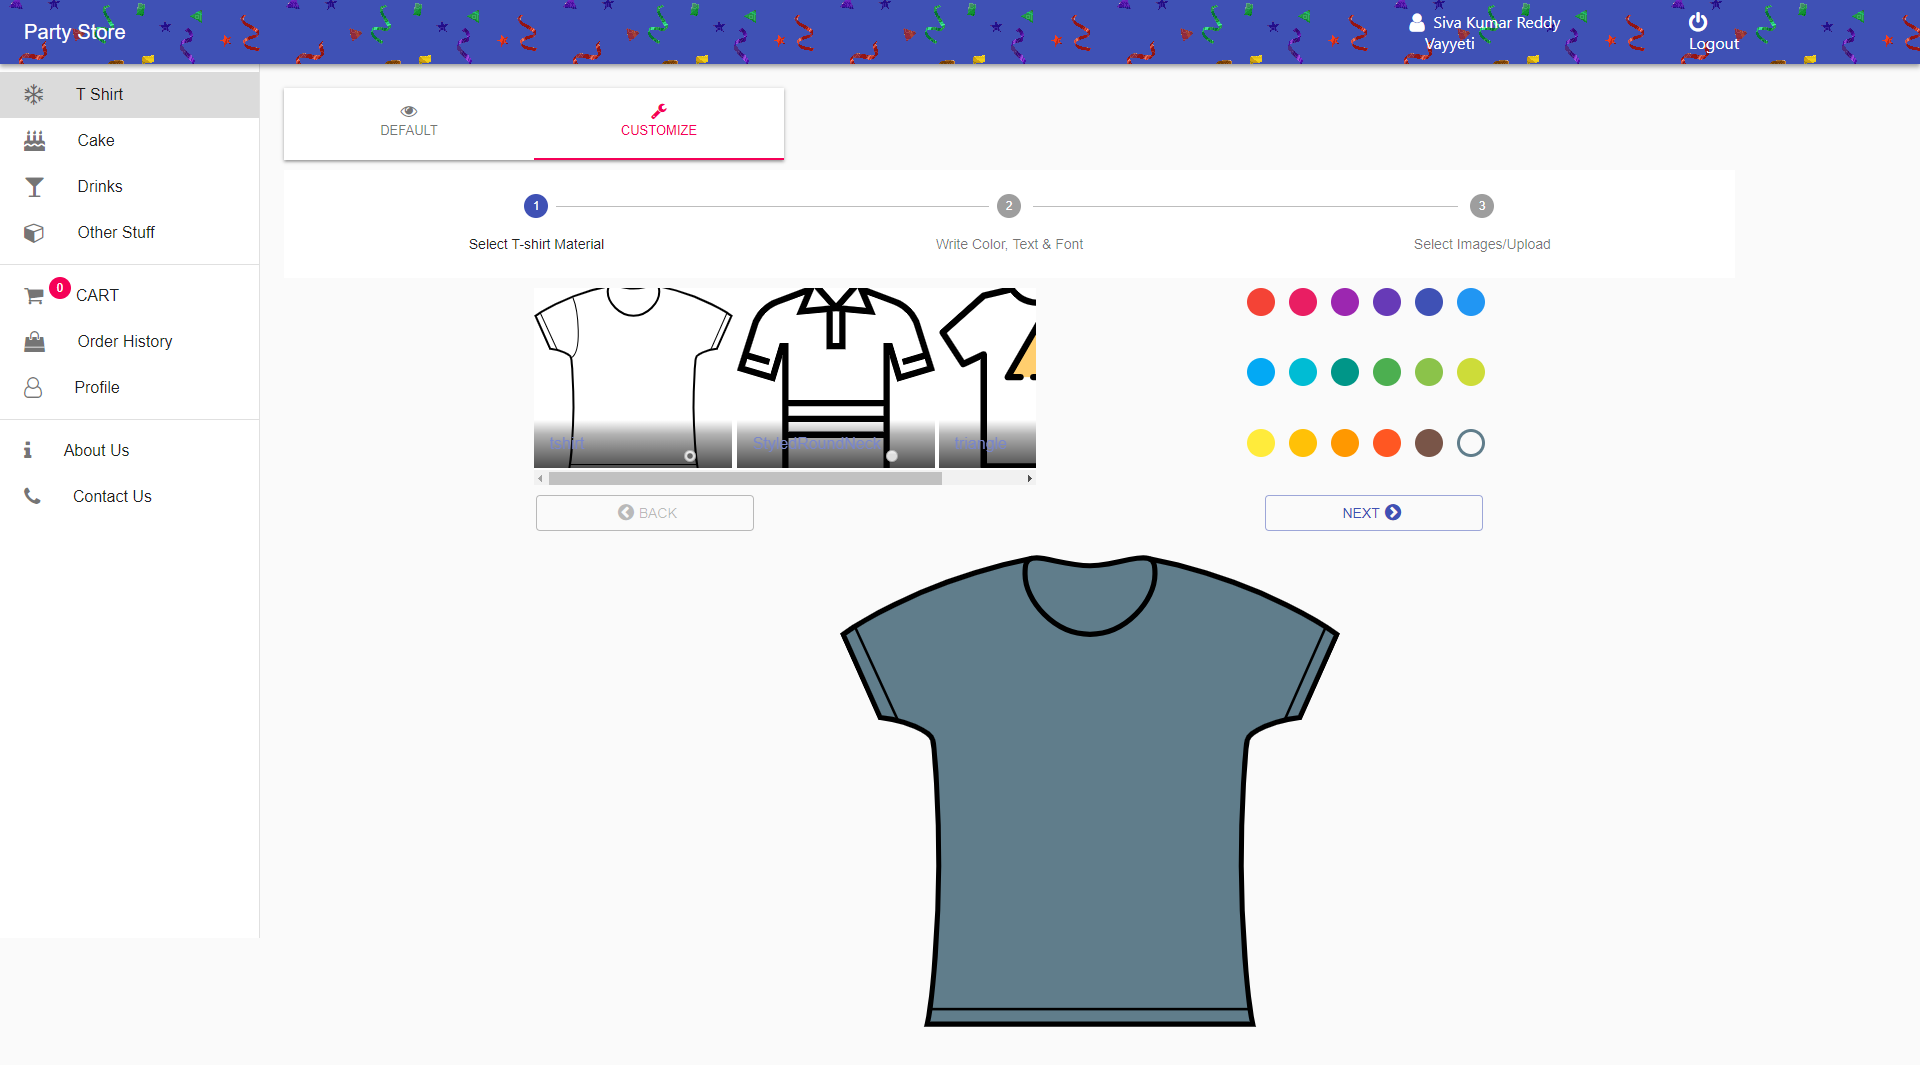 Party Store
Siva Kumar Reddy
Vayyeti
Logout
T Shirt
Cake
Drinks
Other Stuff
0
CART
Order History
Profile
About Us
Contact Us
DEFAULT
CUSTOMIZE
1
2
3
Select T-shirt Material
Write Color, Text & Font
Select Images/Upload
tshirt
StyledRoundNeck
triangle
BACK
NEXT